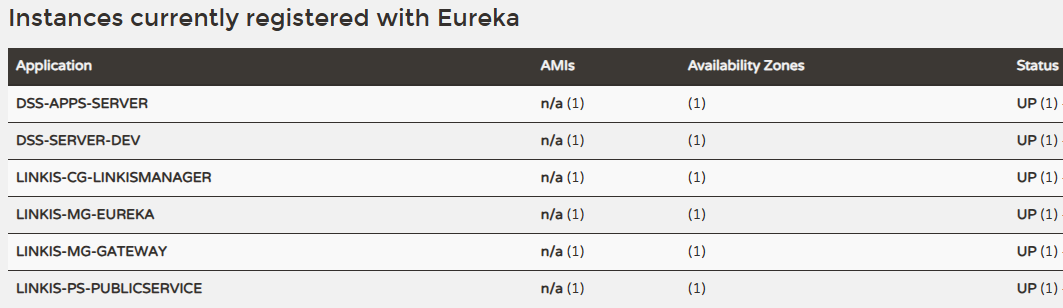 Instances currently registered with Eureka
Application AMIs Availability Zones Status
DSS-APPS-SERVER n/a (1) (1) UP (1)
DSS-SERVER-DEV n/a (1) (1) UP (1)
LINKIS-CG-LINKISMANAGER n/a (1) (1) UP (1)
LINKIS-MG-EUREKA n/a (1) (1) UP (1)
LINKIS-MG-GATEWAY n/a (1) (1) UP (1)
LINKIS-PS-PUBLICSERVICE n/a (1) (1) UP (1)